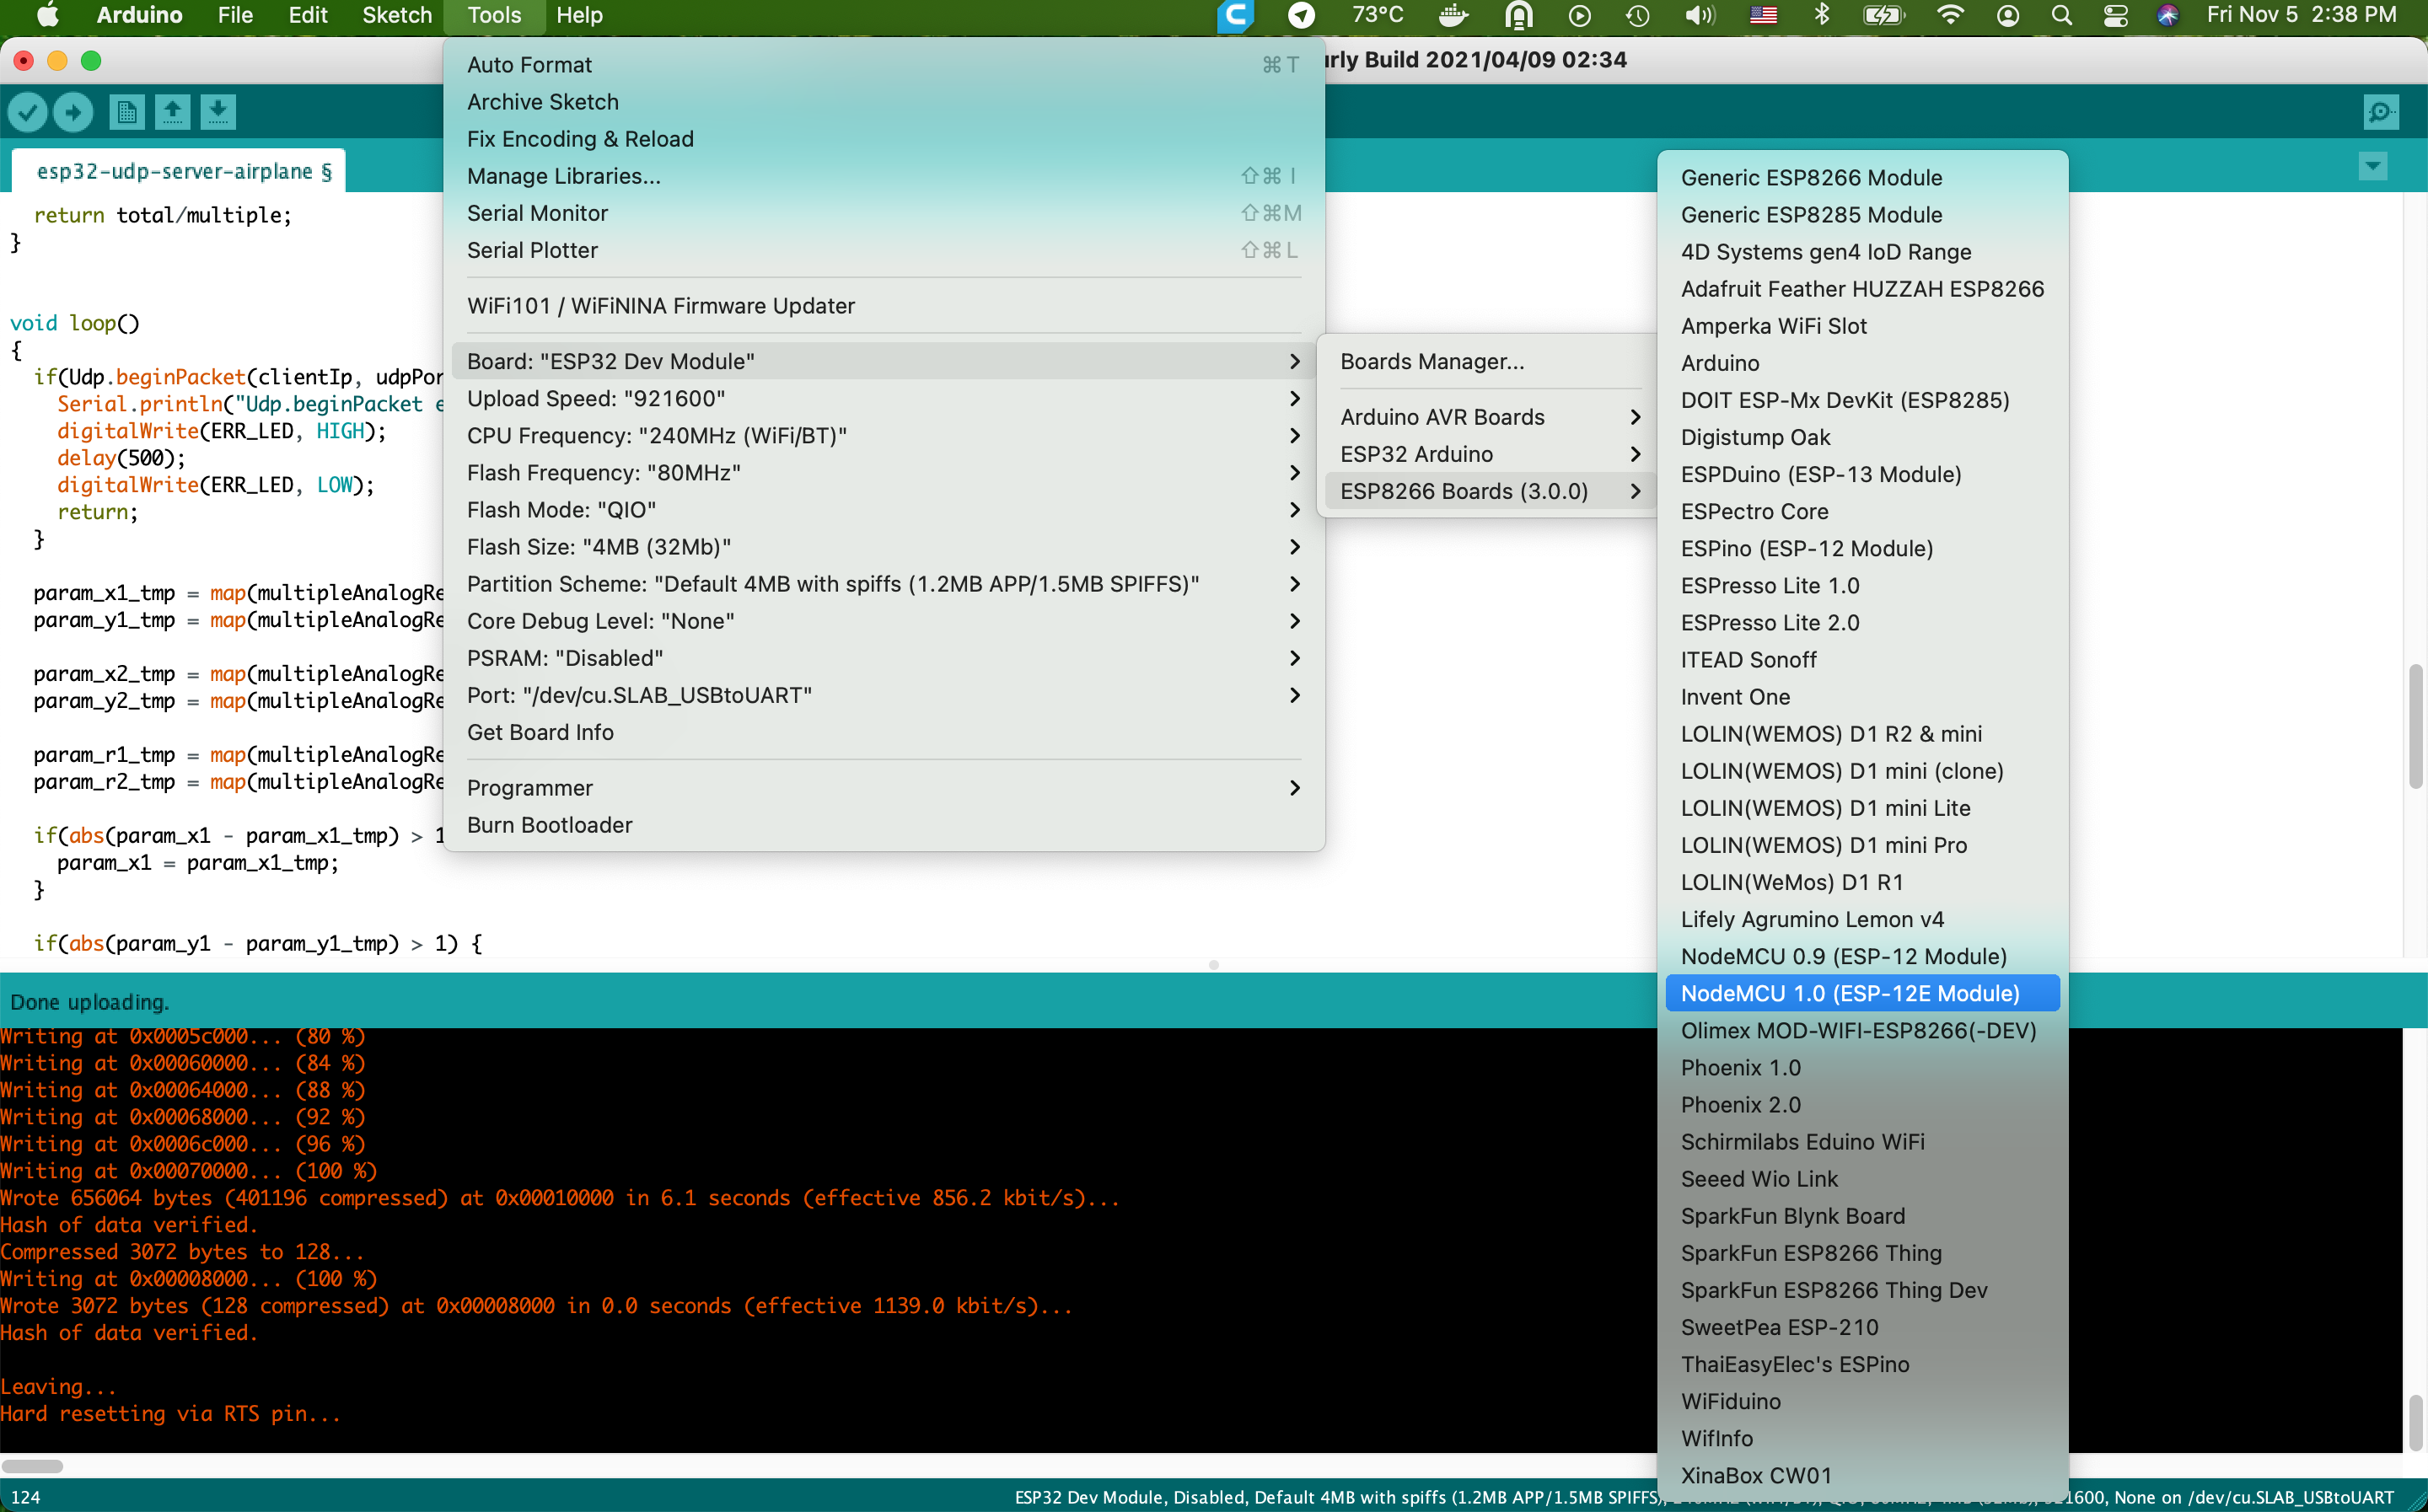 Arduino File Edit Sketch Tools Help 73°C Fri Nov 5 2:38 PM
urly Build 2021/04/09 02:34
esp32-udp-server-airplane §
return total/multiple;
}
void loop()
{
if(Udp.beginPacket(clientIp, udpPor
Serial.println("Udp.beginPacket e
digitalWrite(ERR_LED, HIGH);
delay(500);
digitalWrite(ERR_LED, LOW);
return;
}
param_x1_tmp = map(multipleAnalogRe
param_y1_tmp = map(multipleAnalogRe
param_x2_tmp = map(multipleAnalogRe
param_y2_tmp = map(multipleAnalogRe
param_r1_tmp = map(multipleAnalogRe
param_r2_tmp = map(multipleAnalogRe
if(abs(param_x1 - param_x1_tmp) > 1
param_x1 = param_x1_tmp;
}
if(abs(param_y1 - param_y1_tmp) > 1) {
Auto Format ⌘T
Archive Sketch
Fix Encoding & Reload
Manage Libraries... ⇧⌘I
Serial Monitor ⇧⌘M
Serial Plotter ⇧⌘L
WiFi101 / WiFiNINA Firmware Updater
Board: "ESP32 Dev Module"
Upload Speed: "921600"
CPU Frequency: "240MHz (WiFi/BT)"
Flash Frequency: "80MHz"
Flash Mode: "QIO"
Flash Size: "4MB (32Mb)"
Partition Scheme: "Default 4MB with spiffs (1.2MB APP/1.5MB SPIFFS)"
Core Debug Level: "None"
PSRAM: "Disabled"
Port: "/dev/cu.SLAB_USBtoUART"
Get Board Info
Programmer
Burn Bootloader
Boards Manager...
Arduino AVR Boards
ESP32 Arduino
ESP8266 Boards (3.0.0)
Generic ESP8266 Module
Generic ESP8285 Module
4D Systems gen4 IoD Range
Adafruit Feather HUZZAH ESP8266
Amperka WiFi Slot
Arduino
DOIT ESP-Mx DevKit (ESP8285)
Digistump Oak
ESPDuino (ESP-13 Module)
ESPectro Core
ESPino (ESP-12 Module)
ESPresso Lite 1.0
ESPresso Lite 2.0
ITEAD Sonoff
Invent One
LOLIN(WEMOS) D1 R2 & mini
LOLIN(WEMOS) D1 mini (clone)
LOLIN(WEMOS) D1 mini Lite
LOLIN(WEMOS) D1 mini Pro
LOLIN(WeMos) D1 R1
Lifely Agrumino Lemon v4
NodeMCU 0.9 (ESP-12 Module)
NodeMCU 1.0 (ESP-12E Module)
Olimex MOD-WIFI-ESP8266(-DEV)
Phoenix 1.0
Phoenix 2.0
Schirmilabs Eduino WiFi
Seeed Wio Link
SparkFun Blynk Board
SparkFun ESP8266 Thing
SparkFun ESP8266 Thing Dev
SweetPea ESP-210
ThaiEasyElec's ESPino
WiFiduino
WifInfo
XinaBox CW01
Done uploading.
Writing at 0x0005c000... (80 %)
Writing at 0x00060000... (84 %)
Writing at 0x00064000... (88 %)
Writing at 0x00068000... (92 %)
Writing at 0x0006c000... (96 %)
Writing at 0x00070000... (100 %)
Wrote 656064 bytes (401196 compressed) at 0x00010000 in 6.1 seconds (effective 856.2 kbit/s)...
Hash of data verified.
Compressed 3072 bytes to 128...
Writing at 0x00008000... (100 %)
Wrote 3072 bytes (128 compressed) at 0x00008000 in 0.0 seconds (effective 1139.0 kbit/s)...
Hash of data verified.
Leaving...
Hard resetting via RTS pin...
124 ESP32 Dev Module, Disabled, Default 4MB with spiffs (1.2MB APP/1.5MB SPIFFS), None on /dev/cu.SLAB_USBtoUART